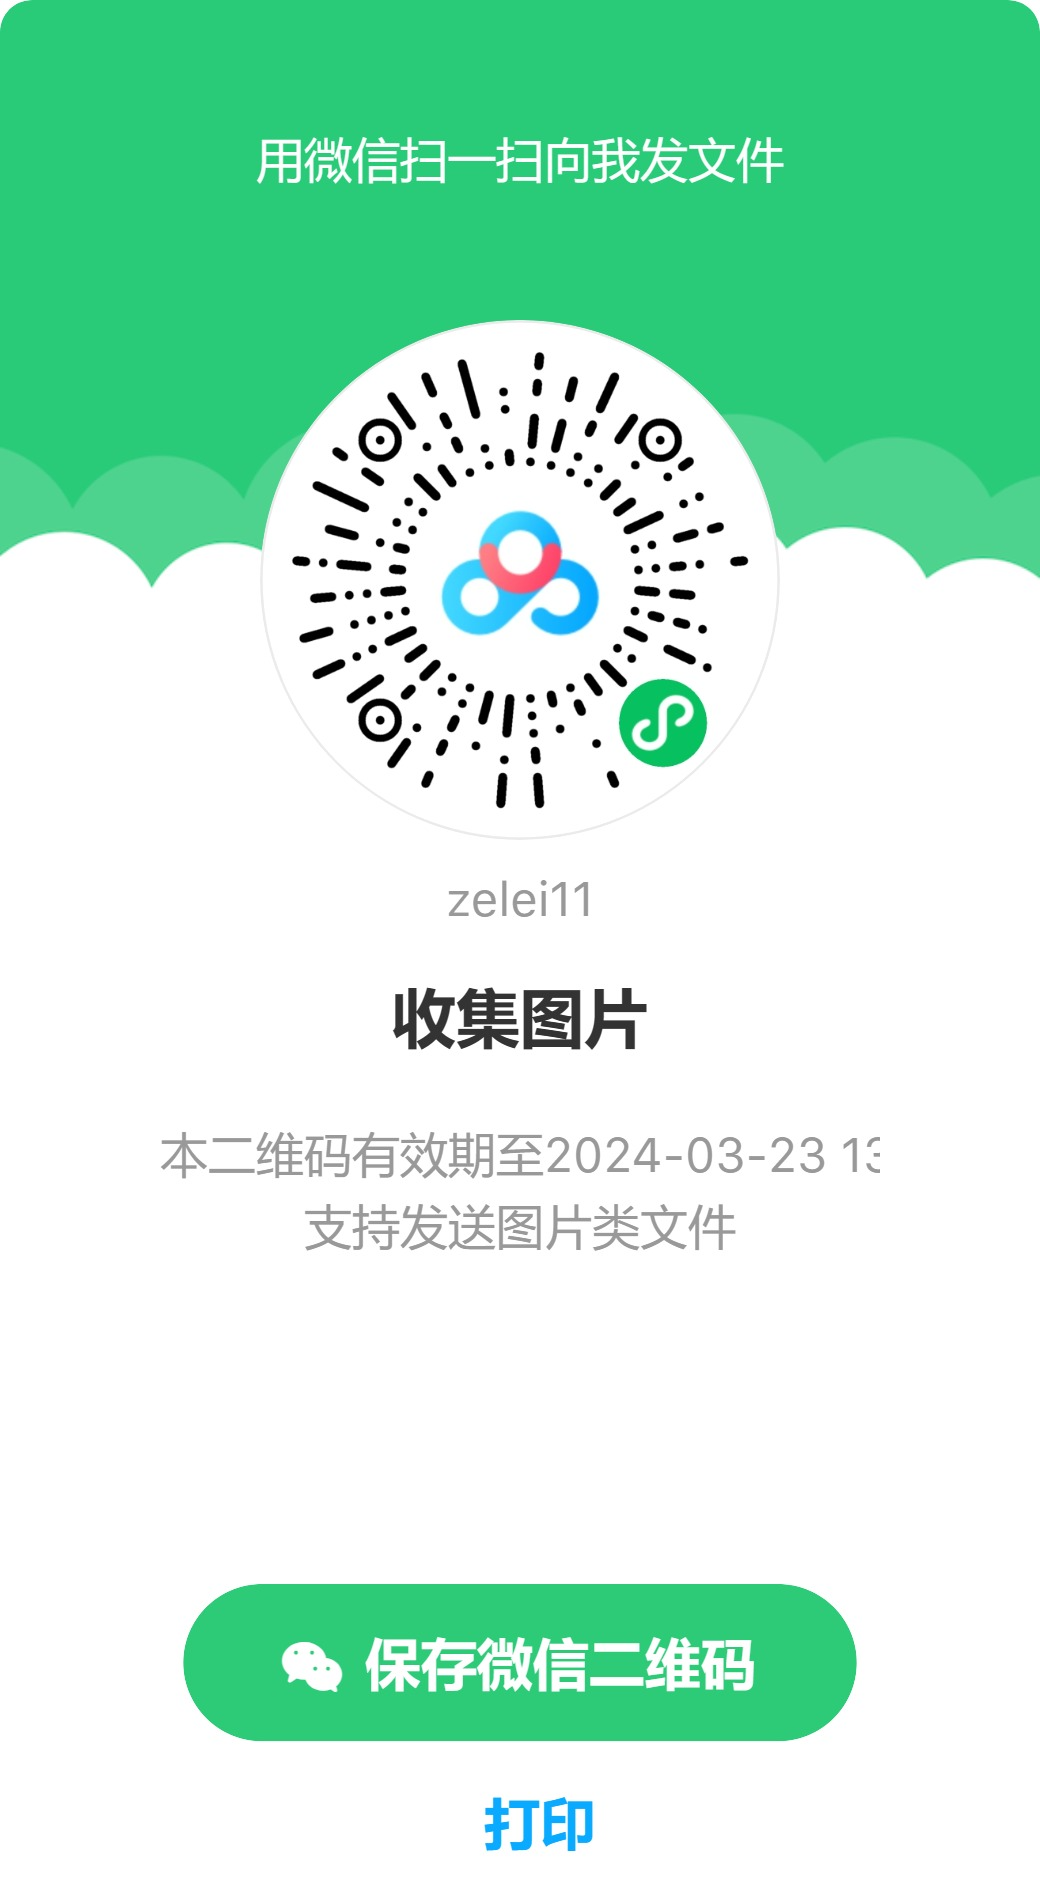 用微信扫一扫向我发文件
zelei11
收集图片
本二维码有效期至2024-03-23 13
支持发送图片类文件
保存微信二维码
打印